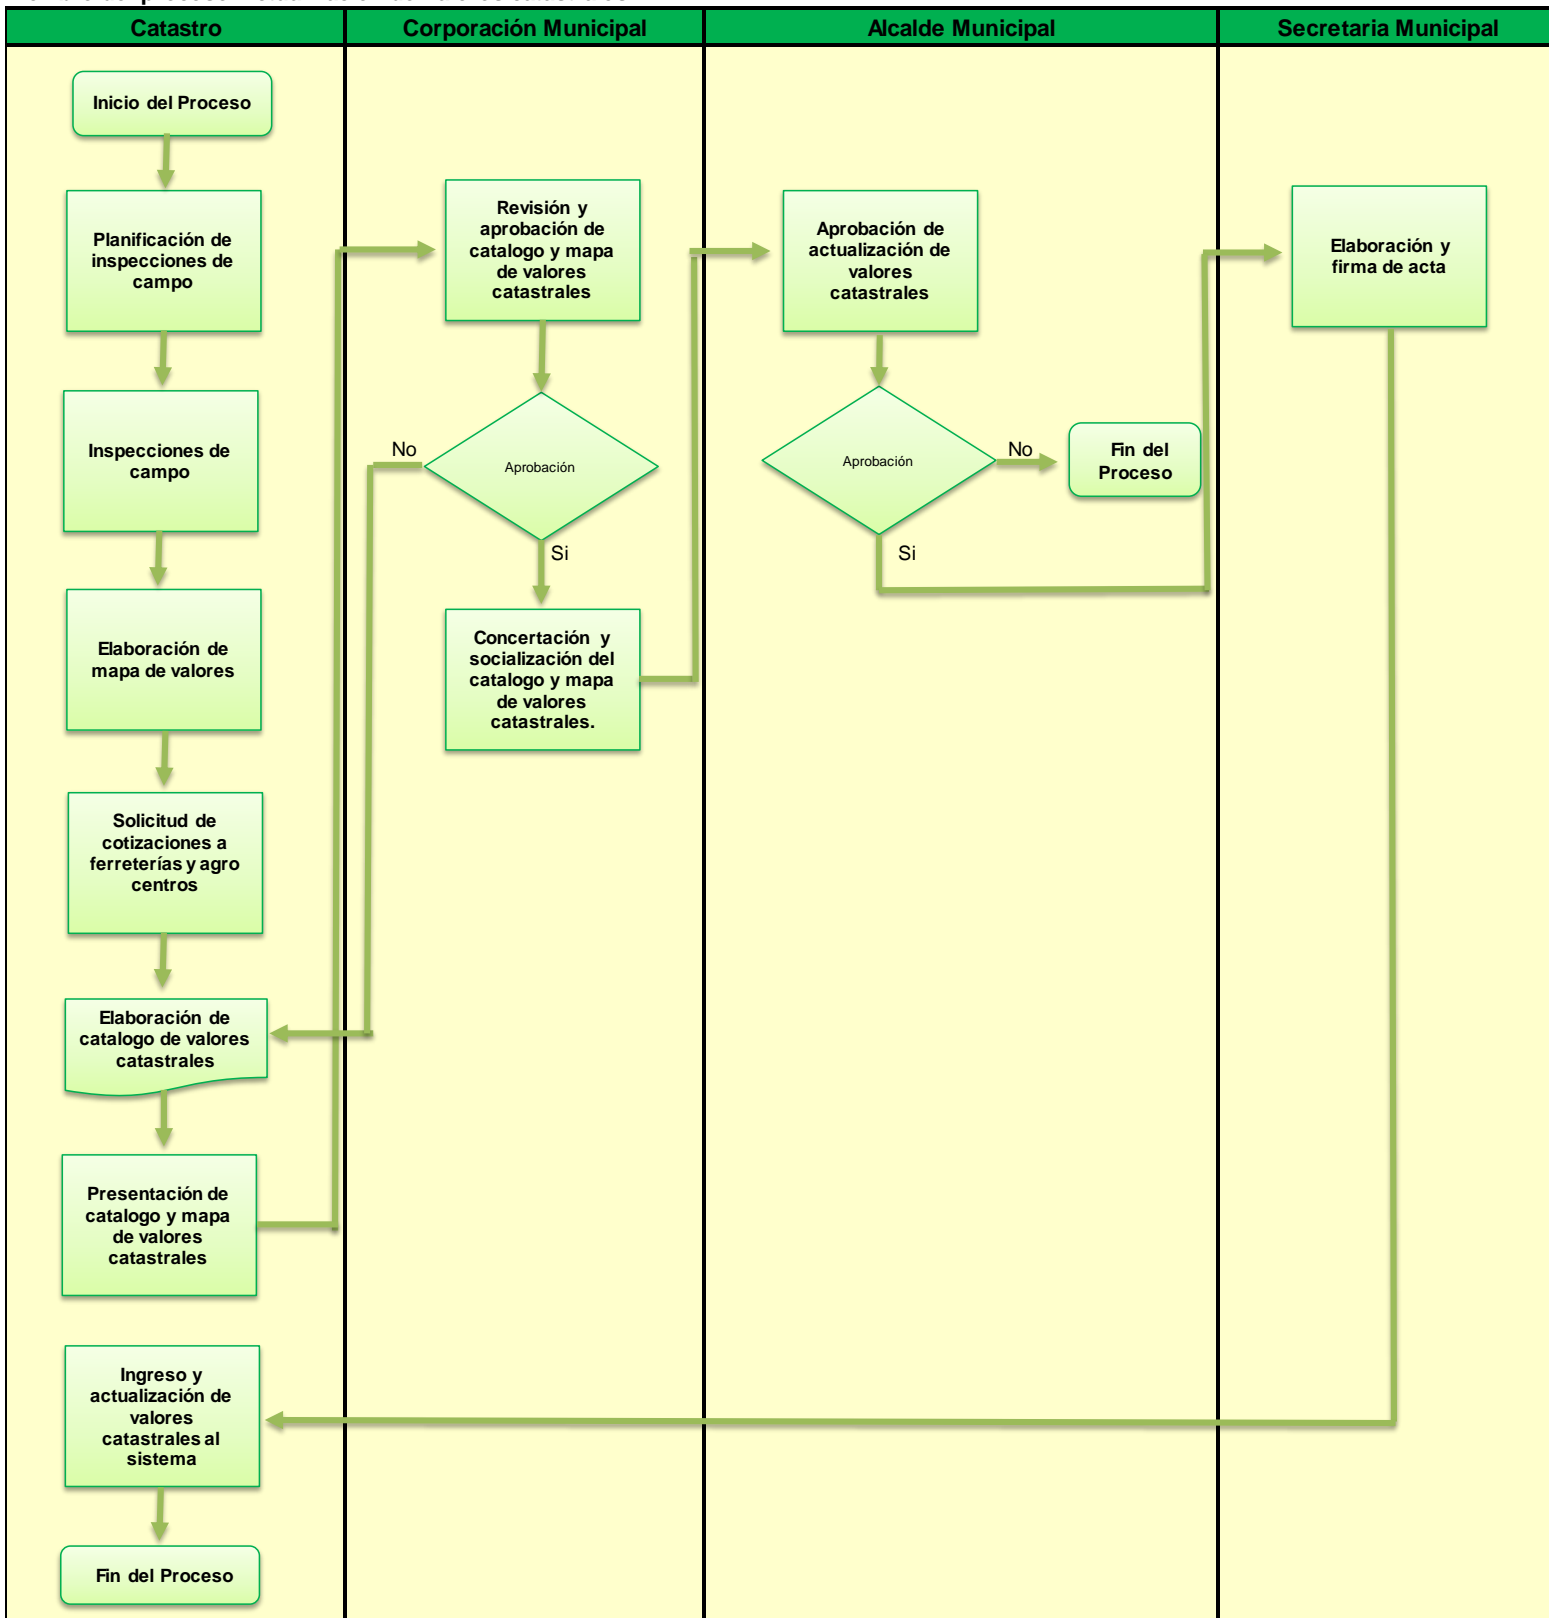 Catastro
Corporación Municipal
Alcalde Municipal
Secretaria Municipal
Inicio del Proceso
Planificación de
inspecciones de
campo
Inspecciones de
campo
Elaboración de
mapa de valores
Solicitud de
cotizaciones a
ferreterías y agro
centros
Elaboración de
catalogo de valores
catastrales
Presentación de
catalogo y mapa
de valores
catastrales
Ingreso y
actualización de
valores
catastrales al
sistema
Fin del Proceso
Revisión y
aprobación de
catalogo y mapa
de valores
catastrales
No
Aprobación
Si
Concertación y
socialización del
catalogo y mapa
de valores
catastrales.
Aprobación de
actualización de
valores
catastrales
Aprobación
No
Si
Fin del
Proceso
Elaboración y
firma de acta